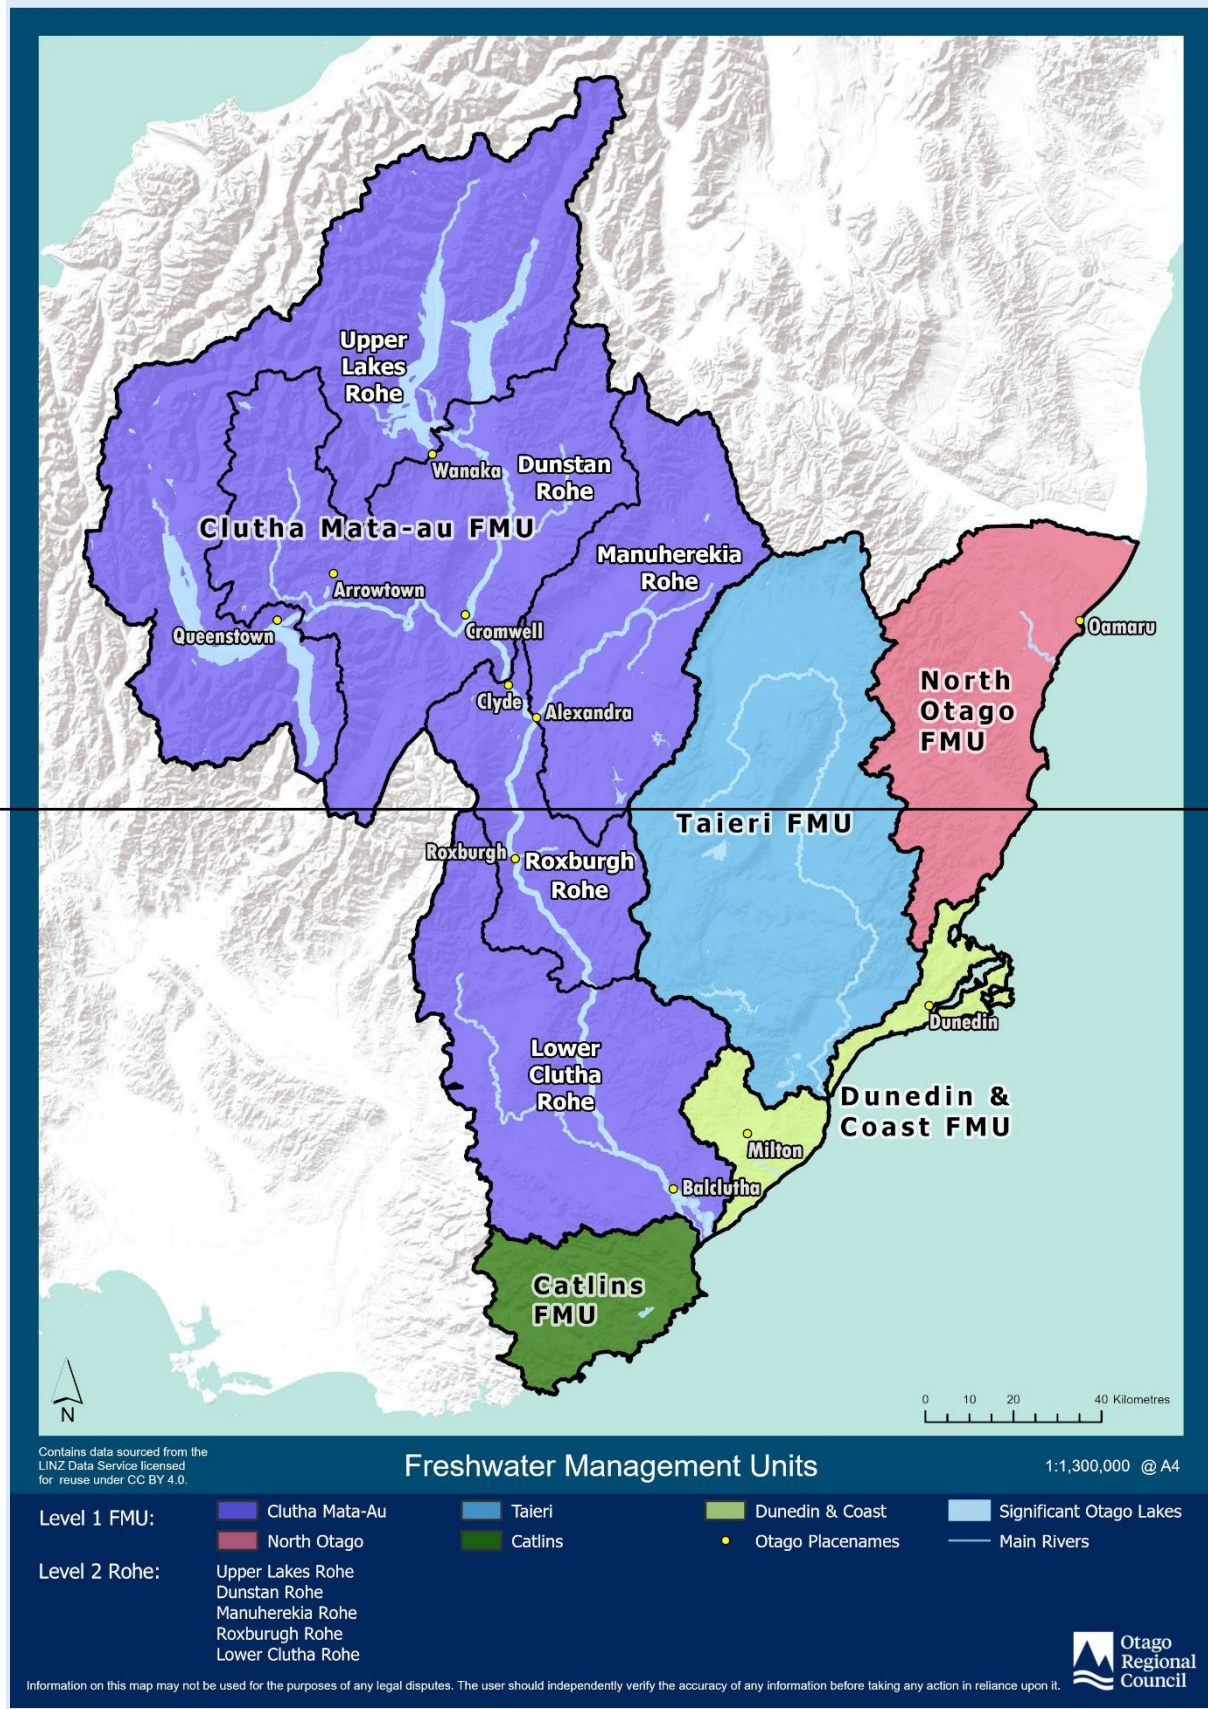 Upper
Lakes
Rohe
Wanaka
Dunstan
Rohe
Clutha Mata-au FMU
Manuherekia
Rohe
Arrowtown
Queenstown
Cromwell
Oamaru
Clyde
Alexandra
North
Otago
FMU
Taieri FMU
Roxburgh
Roxburgh
Rohe
Dunedin
Lower
Clutha
Rohe
Dunedin &
Coast FMU
Milton
Balclutha
Catlins
FMU
N
0 10 20 40 Kilometres
Contains data sourced from the
LINZ Data Service licensed
for reuse under CC BY 4.0.
Freshwater Management Units
1:1,300,000 @ A4
Level 1 FMU:
Clutha Mata-Au
Taieri
Dunedin & Coast
Significant Otago Lakes
North Otago
Catlins
Otago Placenames
Main Rivers
Level 2 Rohe:
Upper Lakes Rohe
Dunstan Rohe
Manuherekia Rohe
Roxburugh Rohe
Lower Clutha Rohe
Otago
Regional
Council
Information on this map may not be used for the purposes of any legal disputes. The user should independently verify the accuracy of any information before taking any action in reliance upon it.